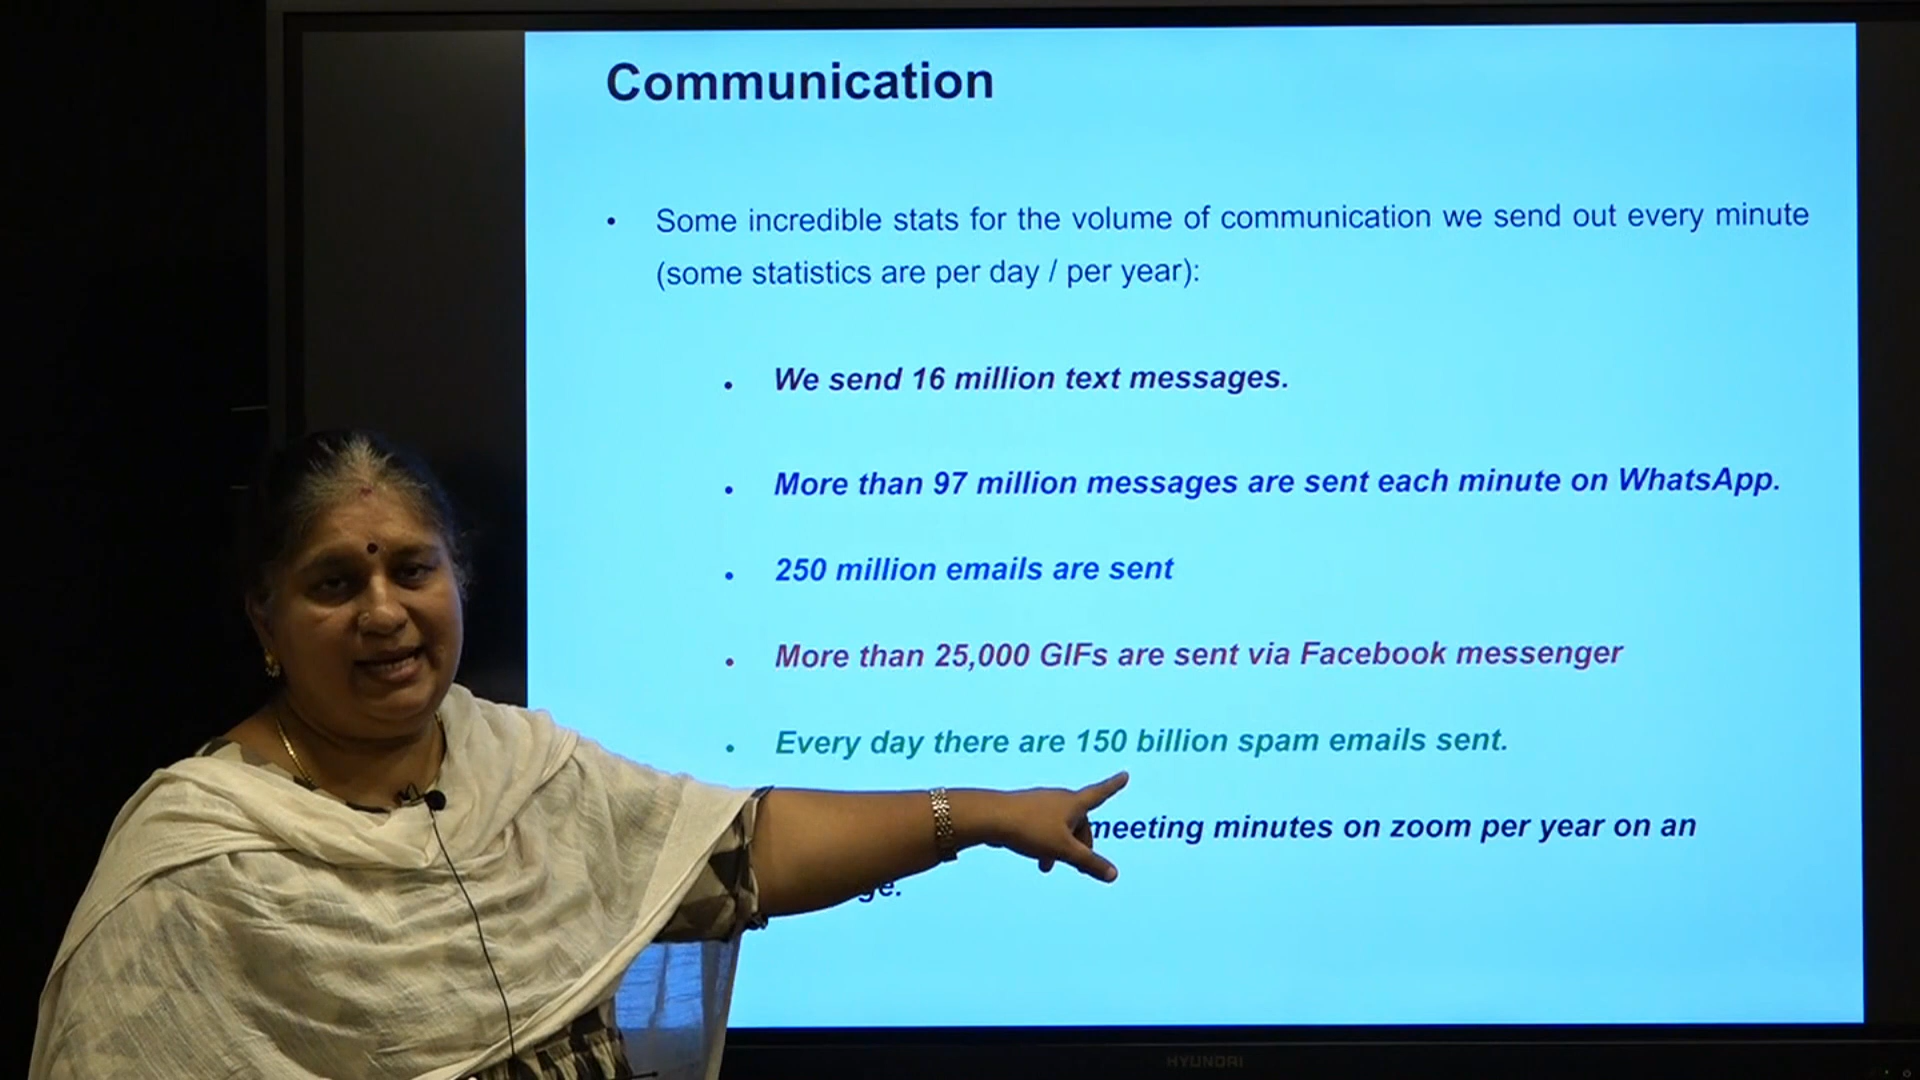 Communication
• Some incredible stats for the volume of communication we send out every minute
(some statistics are per day / per year):
• We send 16 million text messages.
• More than 97 million messages are sent each minute on WhatsApp.
• 250 million emails are sent
• More than 25,000 GIFs are sent via Facebook messenger
• Every day there are 150 billion spam emails sent.
meeting minutes on zoom per year on an
HYUNDAI